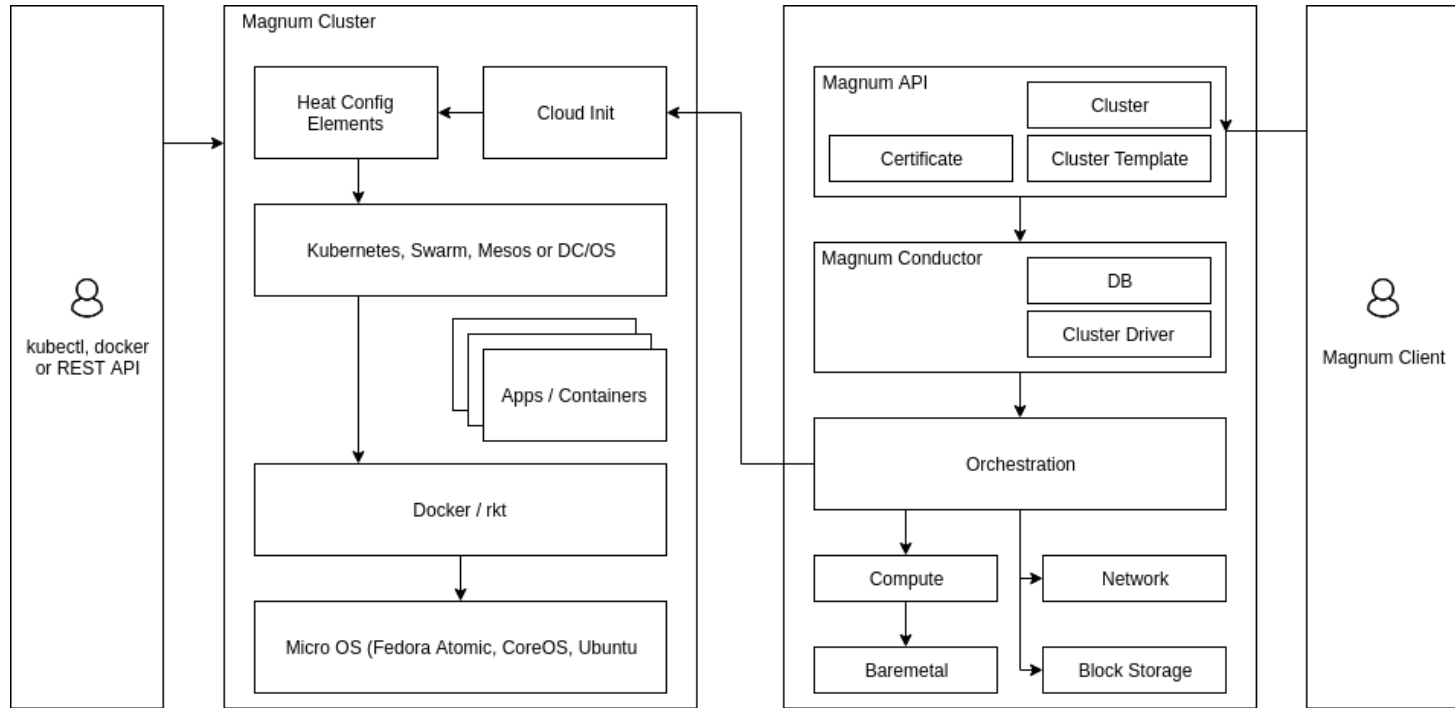 Magnum Cluster
Heat Config
Elements
Cloud Init
Kubernetes, Swarm, Mesos or DC/OS
Apps / Containers
Docker / rkt
Micro OS (Fedora Atomic, CoreOS, Ubuntu
kubectl, docker
or REST API
Magnum API
Cluster
Certificate
Cluster Template
Magnum Conductor
DB
Cluster Driver
Orchestration
Compute
Network
Baremetal
Block Storage
Magnum Client